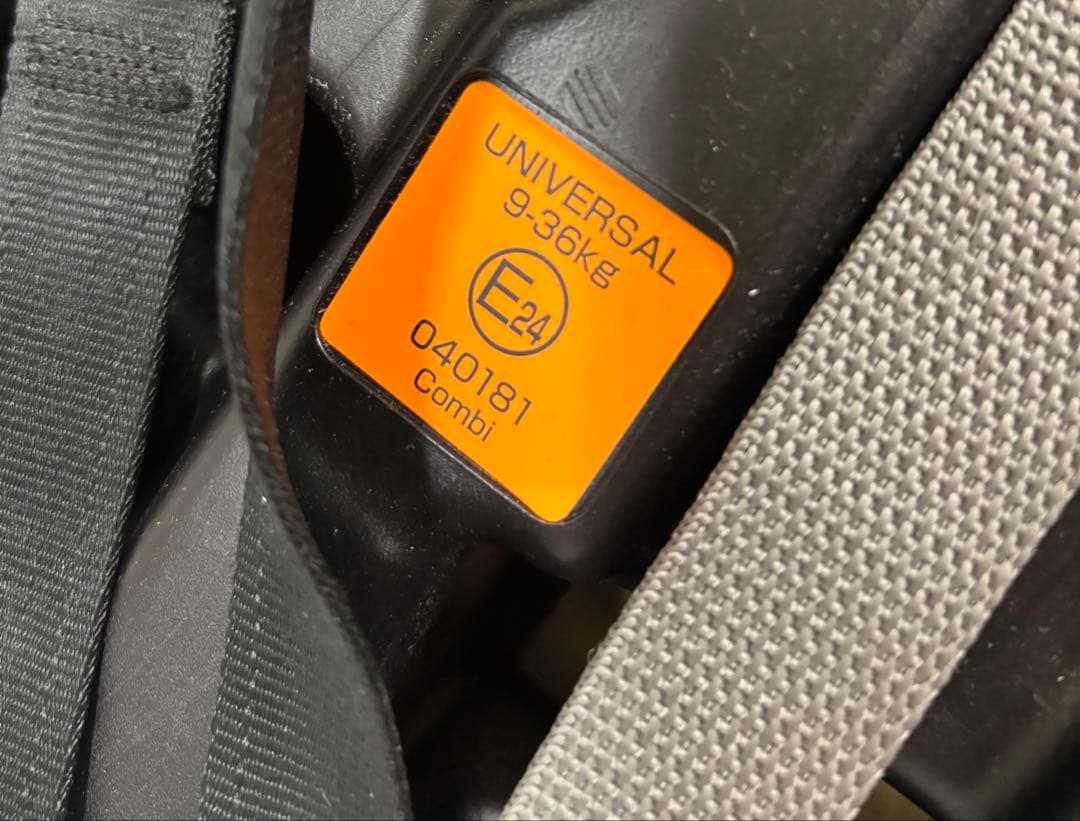 UNIVERSAL
9-36kg
E24
040181
Combi